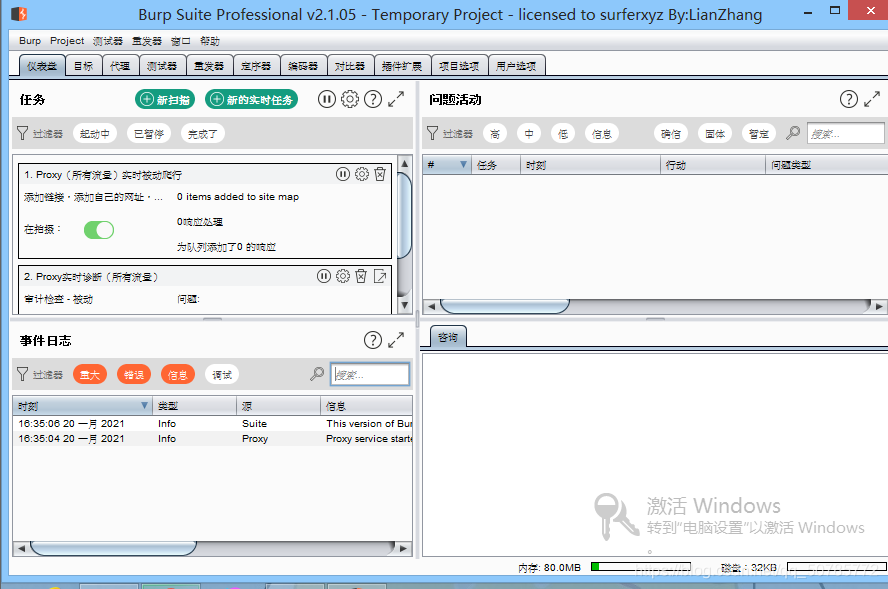 Burp Suite Professional v2.1.05 - Temporary Project - licensed to surferxyz By:LianZhang
Burp Project 测试器 重发器 窗口 帮助
仪表盘 目标 代理 测试器 重发器 定序器 编码器 对比器 插件扩展 项目选项 用户选项
任务 新扫描 新的实时任务
过滤器 起动中 已暂停 完成了
1. Proxy（所有流量）实时被动爬行
添加链接・添加自己的网址・... 0 items added to site map
0响应处理
在拍摄：
为队列添加了0 的响应
2. Proxy实时诊断（所有流量）
审计检查 - 被动 问题:
问题活动
过滤器 高 中 低 信息 确信 固体 暂定 搜索...
# 任务 时刻 行动 问题类型
事件日志
过滤器 重大 错误 信息 调试 搜索...
时刻 类型 源 信息
16:35:06 20 一月 2021 Info Suite This version of Bur
16:35:04 20 一月 2021 Info Proxy Proxy service starte
咨询
激活 Windows
转到“电脑设置”以激活 Windows
。
内存: 80.0MB 磁盘：32KB